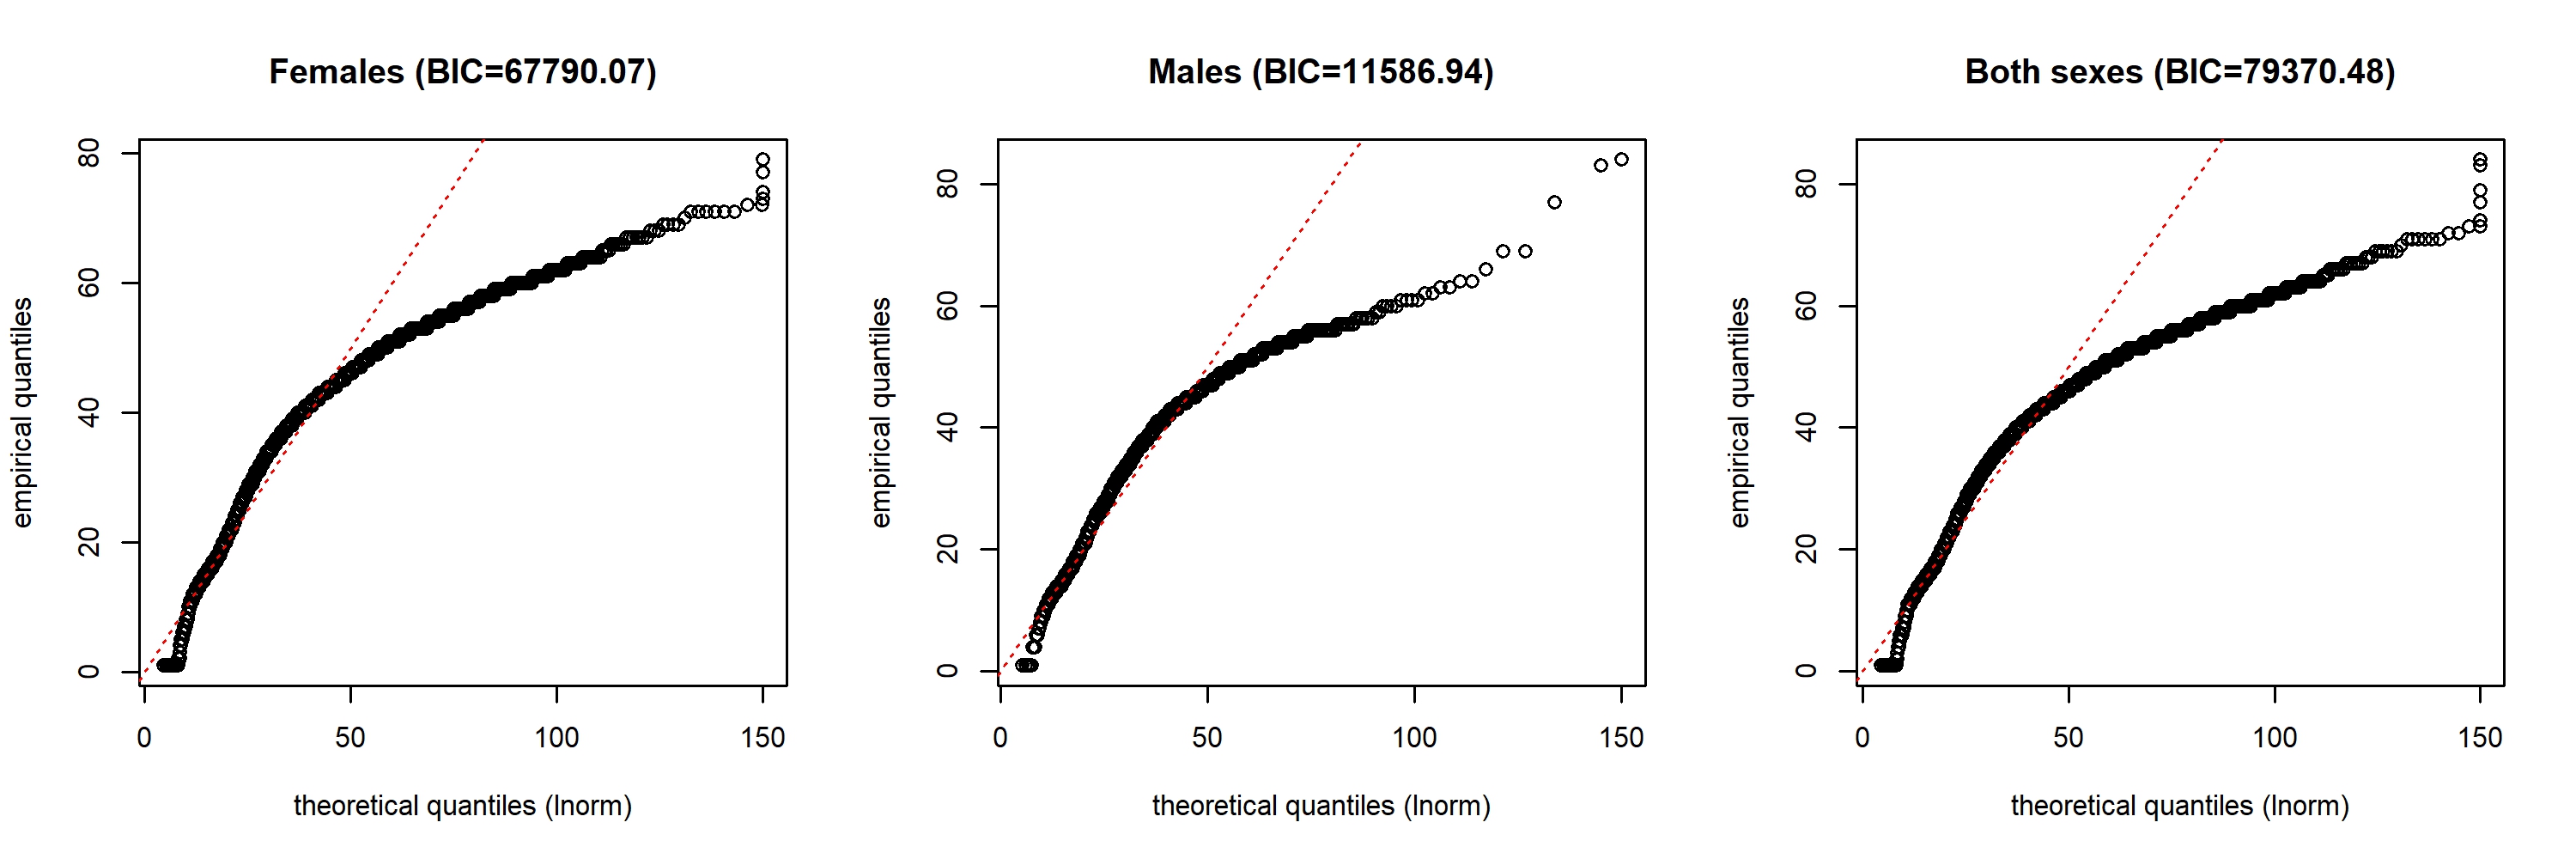 Females (BIC=67790.07)
80
60
40
20
0
empirical quantiles
0 50 100 150
theoretical quantiles (lnorm)
Males (BIC=11586.94)
80
60
40
20
0
empirical quantiles
0 50 100 150
theoretical quantiles (lnorm)
Both sexes (BIC=79370.48)
80
60
40
20
0
empirical quantiles
0 50 100 150
theoretical quantiles (lnorm)